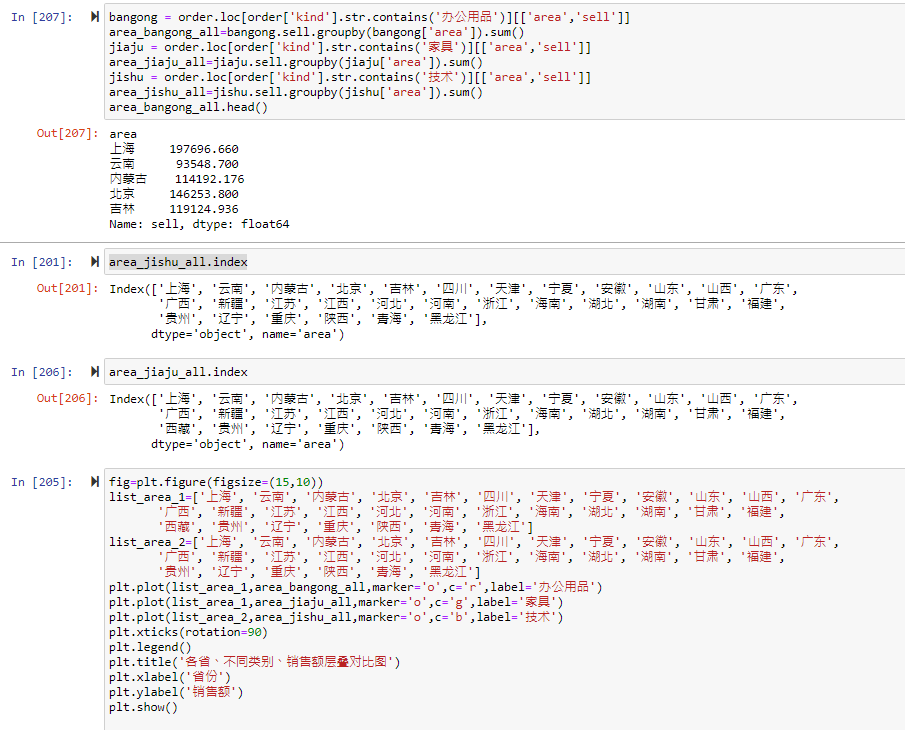 In [207]: bangong = order.loc[order['kind'].str.contains('办公用品')][['area','sell']]
area_bangong_all=bangong.sell.groupby(bangong['area']).sum()
jiaju = order.loc[order['kind'].str.contains('家具')][['area','sell']]
area_jiaju_all=jiaju.sell.groupby(jiaju['area']).sum()
jishu = order.loc[order['kind'].str.contains('技术')][['area','sell']]
area_jishu_all=jishu.sell.groupby(jishu['area']).sum()
area_bangong_all.head()
Out[207]: area
上海 197696.660
云南 93548.700
内蒙古 114192.176
北京 146253.800
吉林 119124.936
Name: sell, dtype: float64
In [201]: area_jishu_all.index
Out[201]: Index(['上海', '云南', '内蒙古', '北京', '吉林', '四川', '天津', '宁夏', '安徽', '山东', '山西', '广东',
'广西', '新疆', '江苏', '江西', '河北', '河南', '浙江', '海南', '湖北', '湖南', '甘肃', '福建',
'贵州', '辽宁', '重庆', '陕西', '青海', '黑龙江'],
dtype='object', name='area')
In [206]: area_jiaju_all.index
Out[206]: Index(['上海', '云南', '内蒙古', '北京', '吉林', '四川', '天津', '宁夏', '安徽', '山东', '山西', '广东',
'广西', '新疆', '江苏', '江西', '河北', '河南', '浙江', '海南', '湖北', '湖南', '甘肃', '福建',
'西藏', '贵州', '辽宁', '重庆', '陕西', '青海', '黑龙江'],
dtype='object', name='area')
In [205]: fig=plt.figure(figsize=(15,10))
list_area_1=['上海', '云南', '内蒙古', '北京', '吉林', '四川', '天津', '宁夏', '安徽', '山东', '山西', '广东',
'广西', '新疆', '江苏', '江西', '河北', '河南', '浙江', '海南', '湖北', '湖南', '甘肃', '福建',
'西藏', '贵州', '辽宁', '重庆', '陕西', '青海', '黑龙江']
list_area_2=['上海', '云南', '内蒙古', '北京', '吉林', '四川', '天津', '宁夏', '安徽', '山东', '山西', '广东',
'广西', '新疆', '江苏', '江西', '河北', '河南', '浙江', '海南', '湖北', '湖南', '甘肃', '福建',
'贵州', '辽宁', '重庆', '陕西', '青海', '黑龙江']
plt.plot(list_area_1,area_bangong_all,marker='o',c='r',label='办公用品')
plt.plot(list_area_1,area_jiaju_all,marker='o',c='g',label='家具')
plt.plot(list_area_2,area_jishu_all,marker='o',c='b',label='技术')
plt.xticks(rotation=90)
plt.legend()
plt.title('各省、不同类别、销售额层叠对比图')
plt.xlabel('省份')
plt.ylabel('销售额')
plt.show()